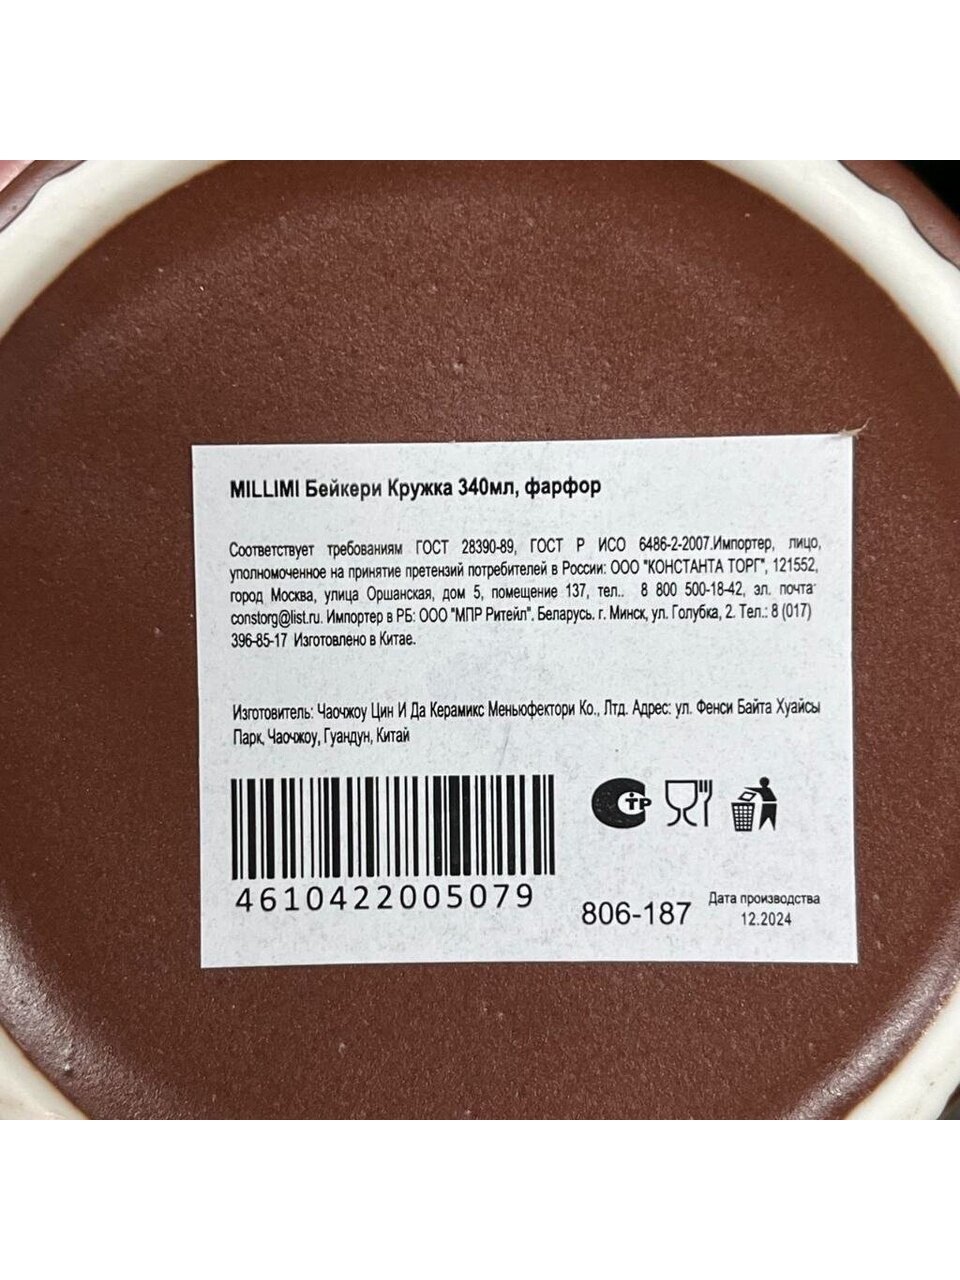 MILLIMI Бейкери Кружка 340мл, фарфор
Соответствует требованиям ГОСТ 28390-89, ГОСТ Р ИСО 6486-2-2007.Импортер, лицо,
уполномоченное на принятие претензий потребителей в России: ООО "КОНСТАНТА ТОРГ", 121552,
город Москва, улица Оршанская, дом 5, помещение 137, тел.. 8 800 500-18-42, эл. почта
constorg@list.ru. Импортер в РБ: ООО "МПР Ритейл". Беларусь. г. Минск, ул. Голубка, 2. Тел.: 8 (017)
396-85-17 Изготовлено в Китае.
Изготовитель: Чаочжоу Цин И Да Керамикс Меньюфектори Ко., Лтд. Адрес: ул. Фенси Байта Хуайсы
Парк, Чаочжоу, Гуандун, Китай
СТР
4610422005079
806-187
Дата производства
12.2024